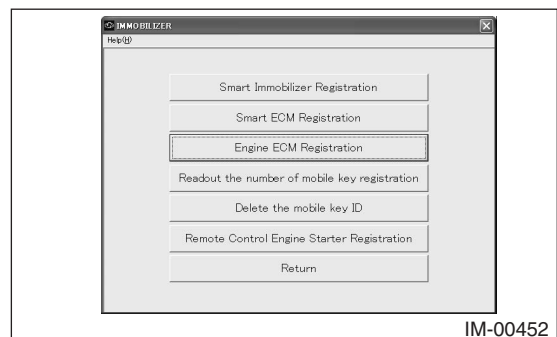 IMMOBILIZER
Help(H)
Smart Immobilizer Registration
Smart ECM Registration
Engine ECM Registration
Readout the number of mobile key registration
Delete the mobile key ID
Remote Control Engine Starter Registration
Return
IM-00452